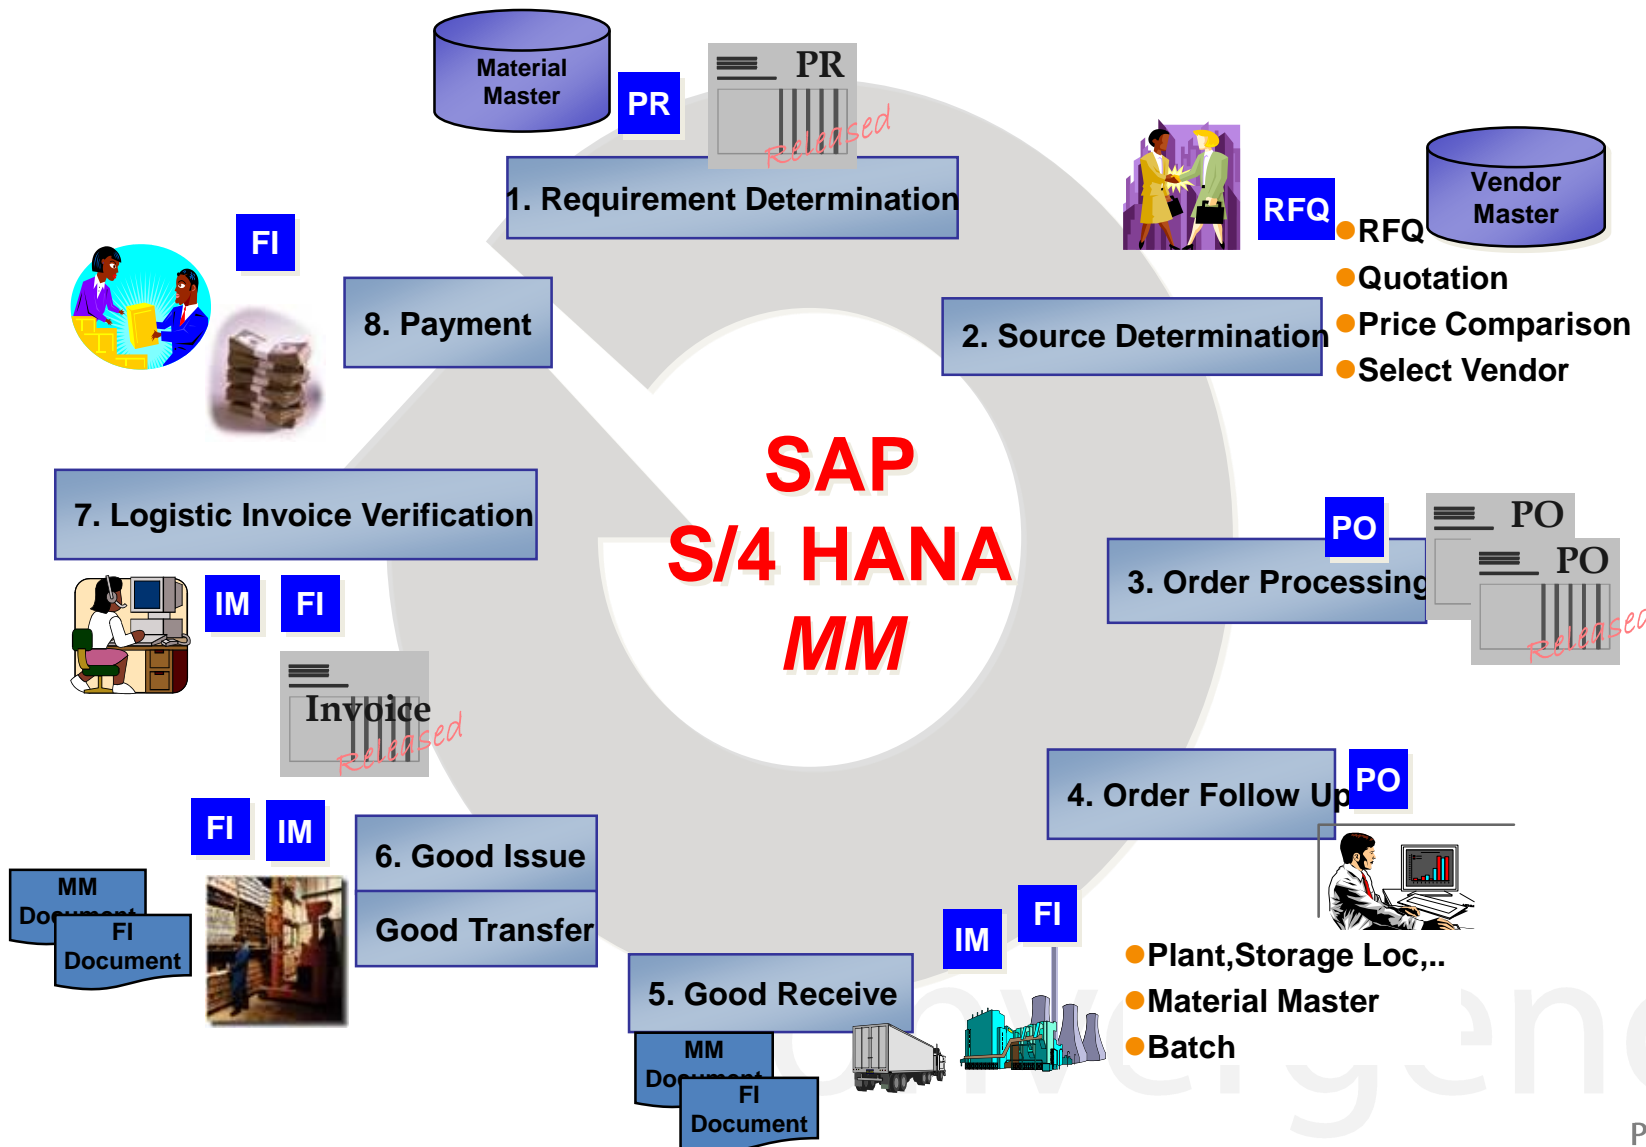 Material
Master
PR
PR
Released
1. Requirement Determination
RFQ
Vendor
Master
RFQ
Quotation
Price Comparison
Select Vendor
2. Source Determination
FI
8. Payment
SAP
S/4 HANA
MM
PO
PO
PO
Released
3. Order Processing
7. Logistic Invoice Verification
IM
FI
Invoice
Released
4. Order Follow Up
PO
FI
IM
6. Good Issue
Good Transfer
MM
Document
FI
Document
IM
FI
5. Good Receive
Plant,Storage Loc,..
Material Master
Batch
MM
Document
FI
Document
P